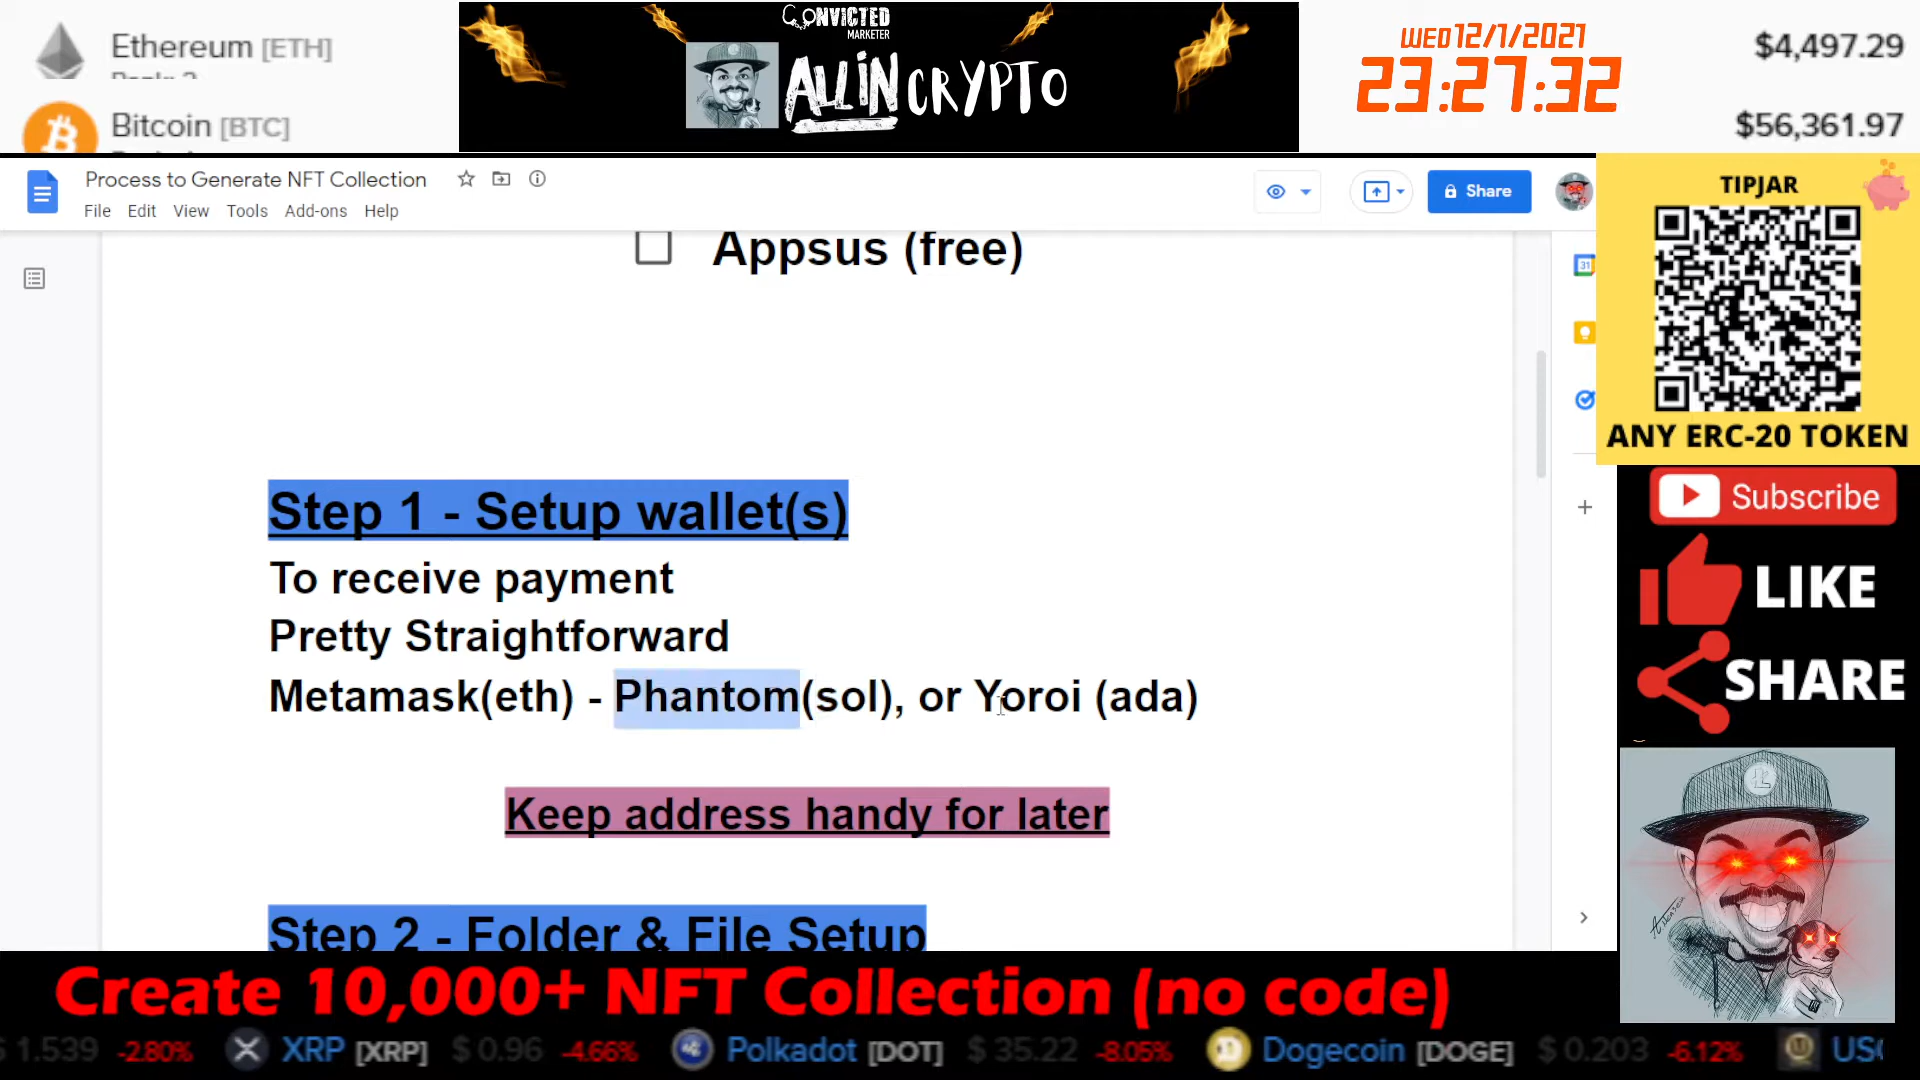 Ethereum [ETH]
$4,497.29
Bitcoin [BTC]
$56,361.97
CONVICTED
MARKETER
ALL IN CRYPTO
WED 12/1/2021
23:27:32
Process to Generate NFT Collection
File Edit View Tools Add-ons Help
Share
TIPJAR
ANY ERC-20 TOKEN
31
Appsus (free)
Step 1 - Setup wallet(s)
To receive payment
Pretty Straightforward
Metamask(eth) - Phantom(sol), or Yoroi (ada)
Keep address handy for later
Step 2 - Folder & File Setup
Subscribe
LIKE
SHARE
Create 10,000+ NFT Collection (no code)
$ 1.539 -2.80% XRP [XRP] $ 0.96 -4.66% Polkadot [DOT] $ 35.22 -8.05% Dogecoin [DOGE] $ 0.203 -6.12%